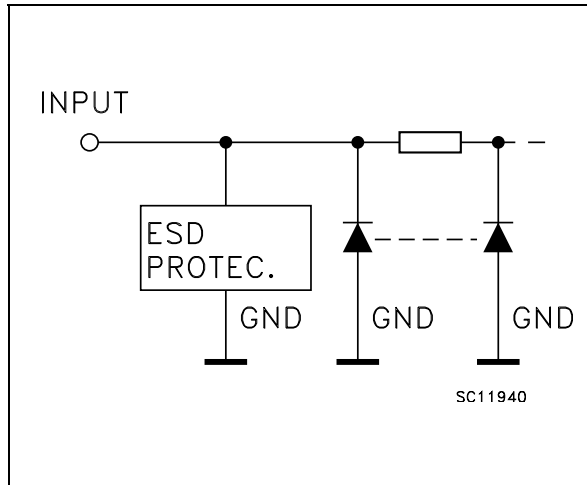 INPUT
ESD
PROTEC.
GND
GND
GND
SC11940